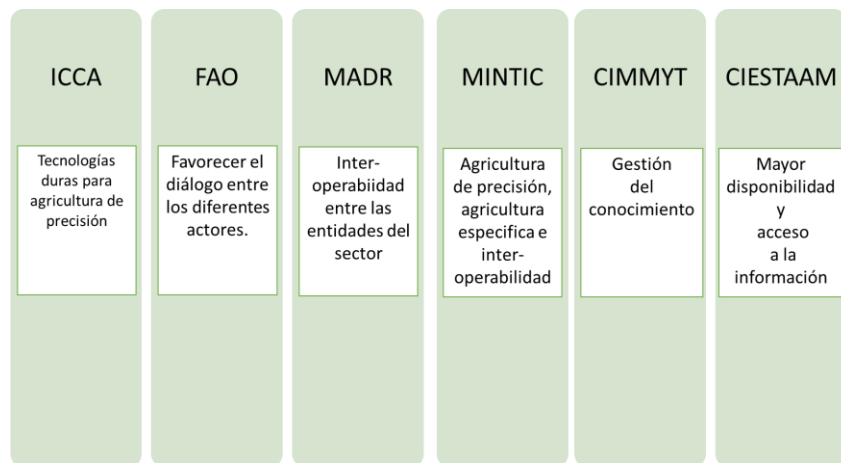 ICCA
Tecnologías
duras para
agricultura de
precisión
FAO
Favorecer el
diálogo entre
los diferentes
actores.
MADR
Inter-
operabiidad
entre las
entidades del
sector
MINTIC
Agricultura
de precisión,
agricultura
especifica e
inter-
operabilidad
CIMMYT
Gestión
del
conocimiento
CIESTAAM
Mayor
disponibilidad
y
acceso
a la
información